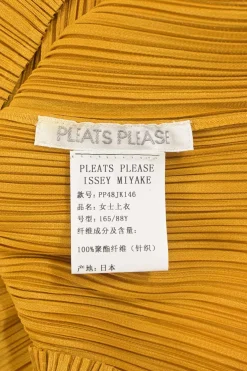 PLEATS PLEASE
PLEATS PLEASE
ISSEY MIYAKE
款号: PP48JK146
品名: 女士上衣
号型: 165/88Y
纤维成份及含量:
100%聚酯纤维（针织）
产地: 日本